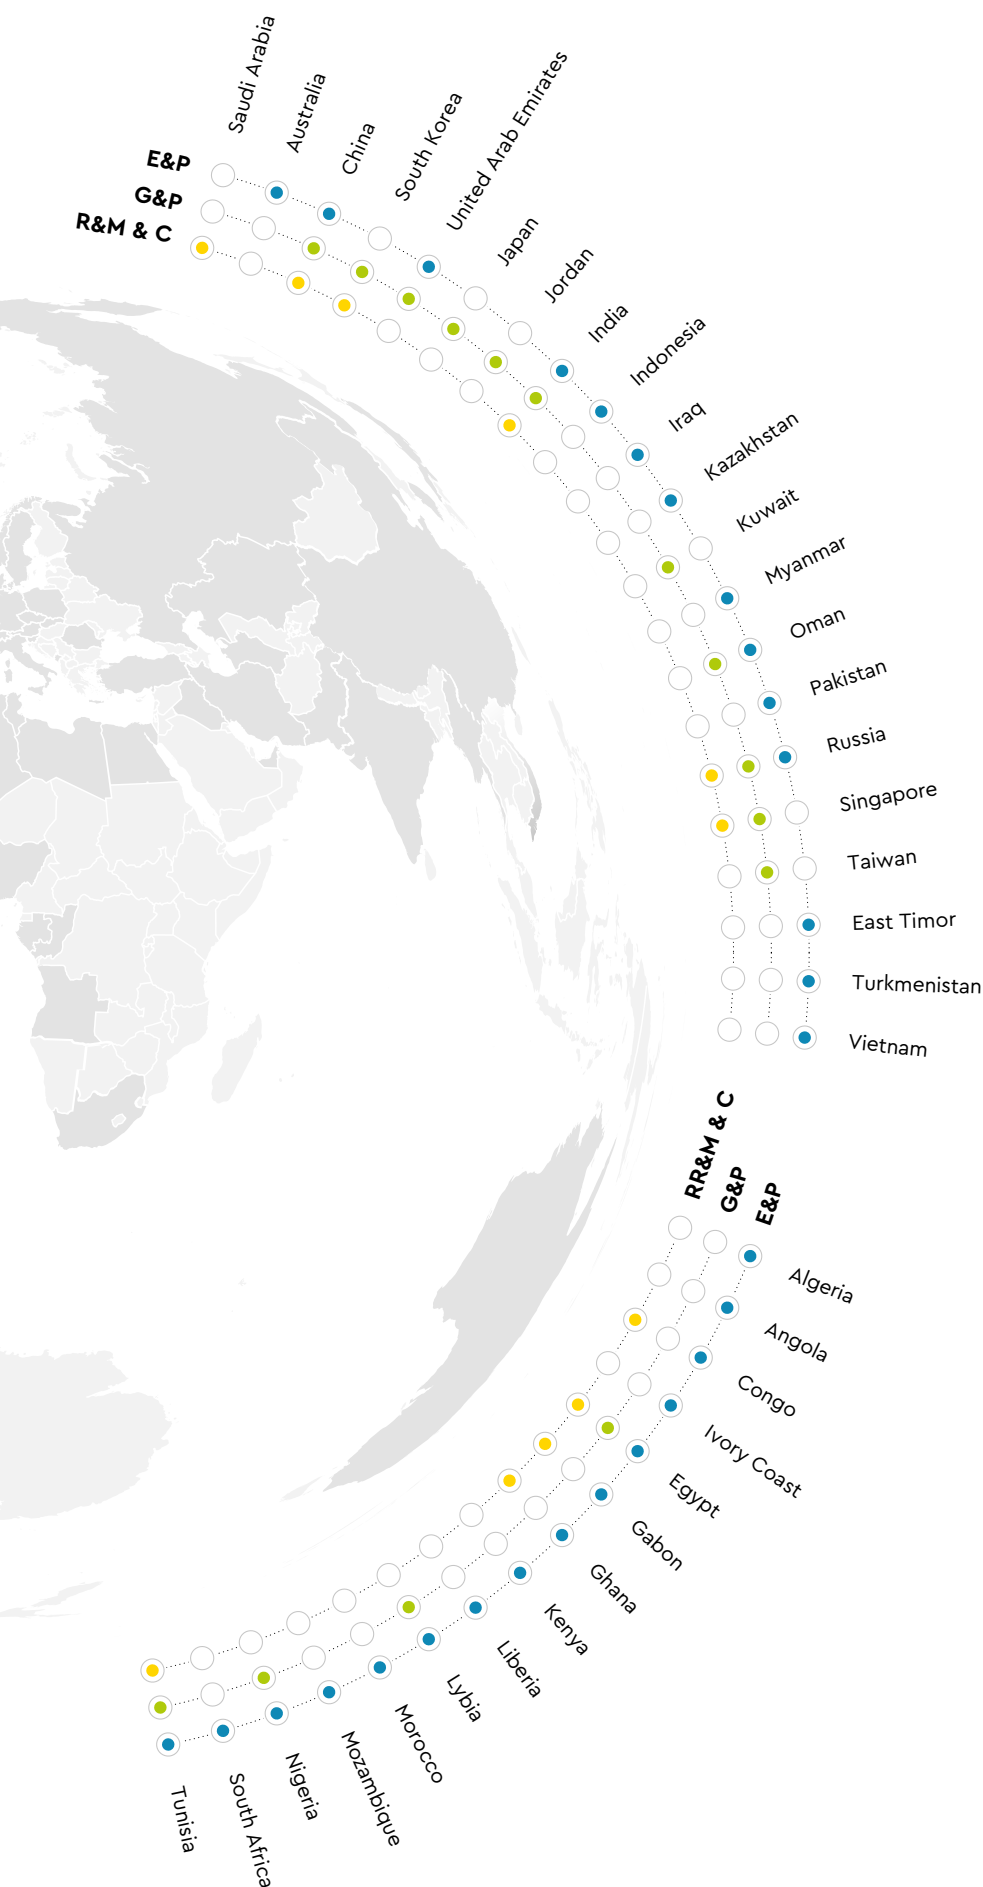 Saudi Arabia
Australia
China
South Korea
United Arab Emirates
Japan
Jordan
India
Indonesia
Iraq
Kazakhstan
Kuwait
Myanmar
Oman
Pakistan
Russia
Singapore
Taiwan
East Timor
Turkmenistan
Vietnam
E&P
G&P
R&M & C
RR&M & C
G&P
E&P
Algeria
Angola
Congo
Ivory Coast
Egypt
Gabon
Ghana
Kenya
Liberia
Lybia
Morocco
Mozambique
Nigeria
South Africa
Tunisia